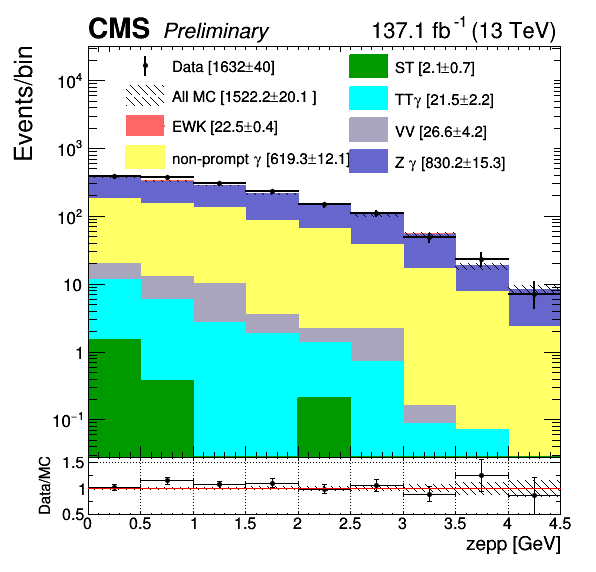 CMS Preliminary 137.1 fb⁻¹ (13 TeV)
Events/bin
10⁴
10³
10²
10
1
10⁻¹
Data [1632±40]
All MC [1522.2±20.1 ]
EWK [22.5±0.4]
non-prompt γ [619.3±12.1]
ST [2.1±0.7]
TTγ [21.5±2.2]
VV [26.6±4.2]
Z γ [830.2±15.3]
Data/MC
1.5
1
0.5
0 0.5 1 1.5 2 2.5 3 3.5 4 4.5
zepp [GeV]